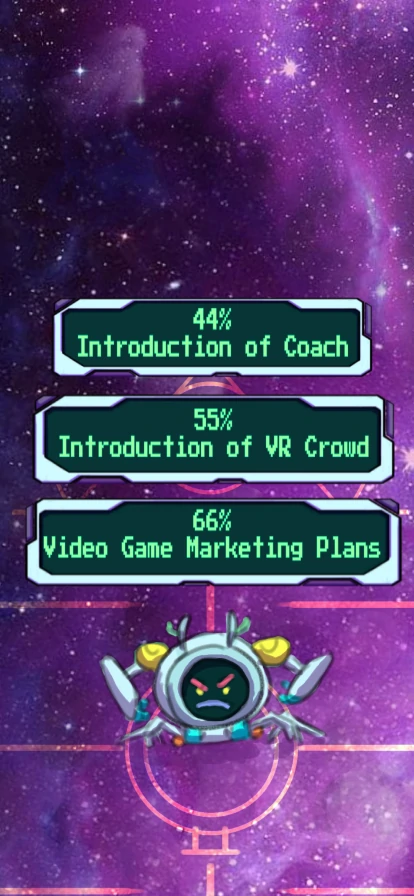 44%
Introduction of Coach
55%
Introduction of VR Crowd
66%
Video Game Marketing Plans